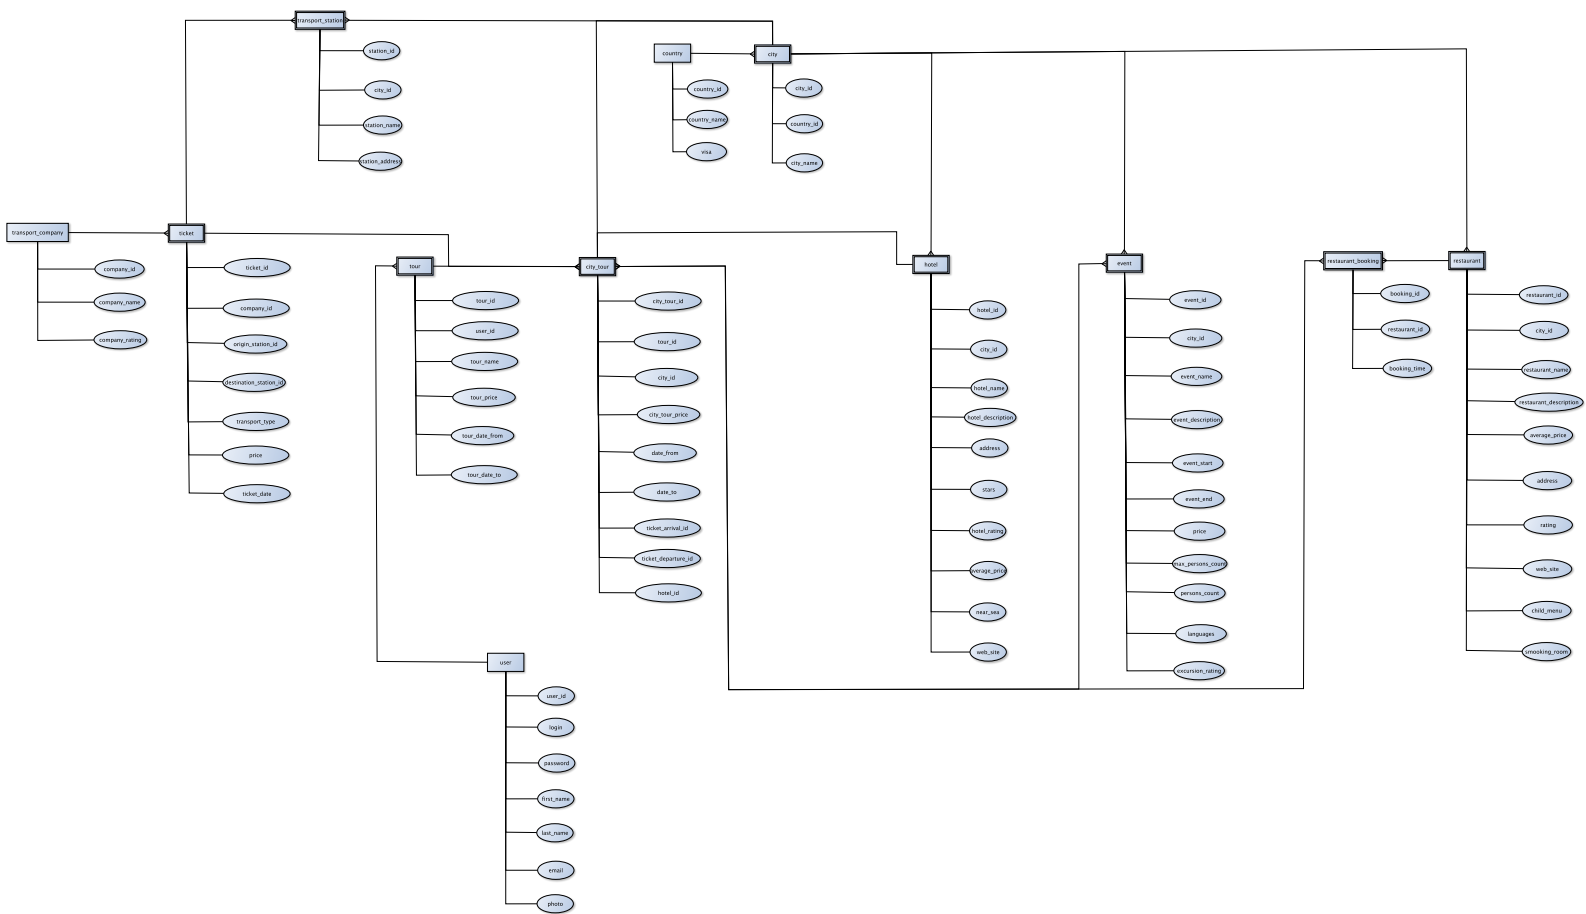 transport_station
station_id
city_id
station_name
station_address
country
country_id
country_name
visa
city
city_id
country_id
city_name
transport_company
company_id
company_name
company_rating
ticket
ticket_id
company_id
origin_station_id
destination_station_id
transport_type
price
ticket_date
tour
tour_id
user_id
tour_name
tour_price
tour_date_from
tour_date_to
city_tour
city_tour_id
tour_id
city_id
city_tour_price
date_from
date_to
ticket_arrival_id
ticket_departure_id
hotel_id
hotel
hotel_id
city_id
hotel_name
hotel_description
address
stars
hotel_rating
average_price
near_sea
web_site
event
event_id
city_id
event_name
event_description
event_start
event_end
price
max_persons_count
persons_count
languages
excursion_rating
restaurant_booking
booking_id
restaurant_id
booking_time
restaurant
restaurant_id
city_id
restaurant_name
restaurant_description
average_price
address
rating
web_site
child_menu
smooking_room
user
user_id
login
password
first_name
last_name
email
photo